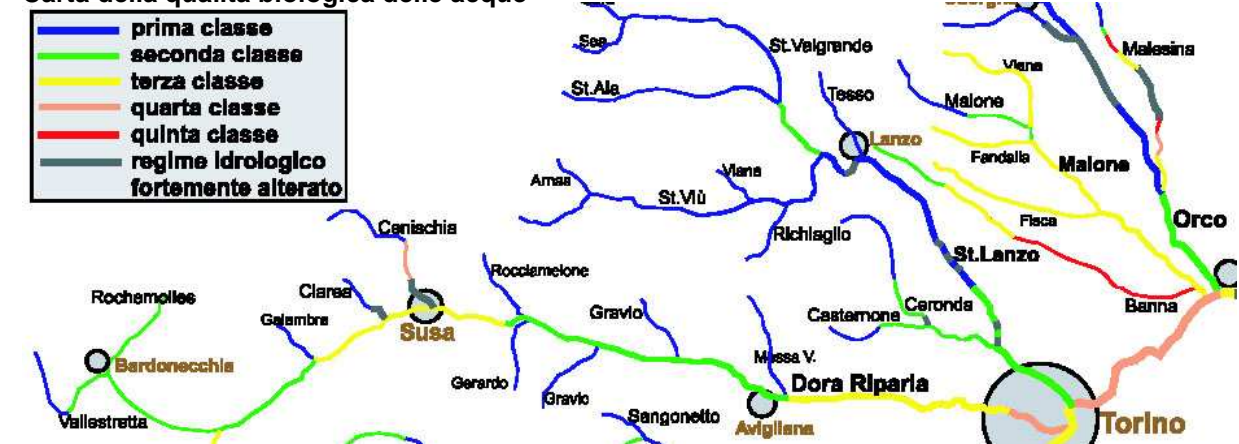 Carta della qualità biologica delle acque
prima classe
seconda classe
terza classe
quarta classe
quinta classe
regime idrologico
fortemente alterato
Sea
St.Valgrande
St.Ala
Tesso
Lanzo
Malone
Viana
Malesina
Fandalia
Malone
Arnas
Viana
St.Viù
Richiaglio
Fisca
Orco
St.Lanzo
Banna
Cenischia
Rocciamelone
Rochemolles
Clarea
Galambra
Susa
Gravio
Ceronda
Casternone
Bardonecchia
Gerardo
Gravio
Messa V.
Dora Riparia
Vallestretta
Sangonetto
Avigliana
Torino